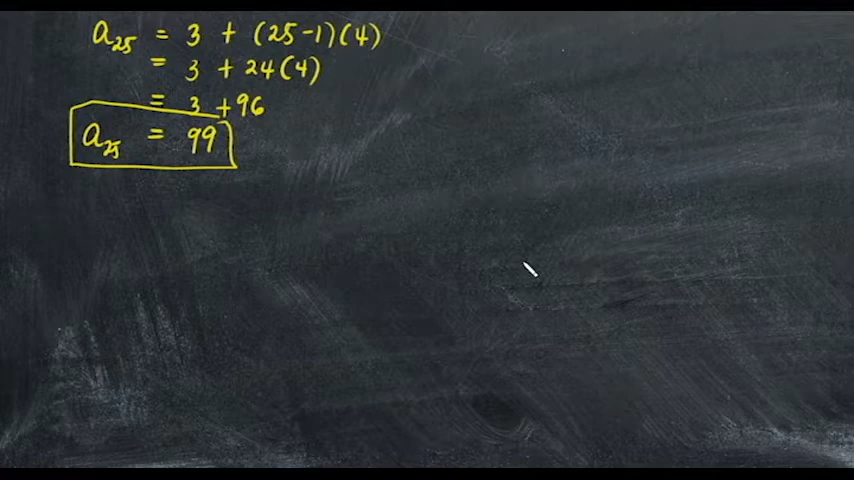 a₂₅ = 3 + (25-1)(4)
= 3 + 24(4)
= 3 + 96
a₂₅ = 99